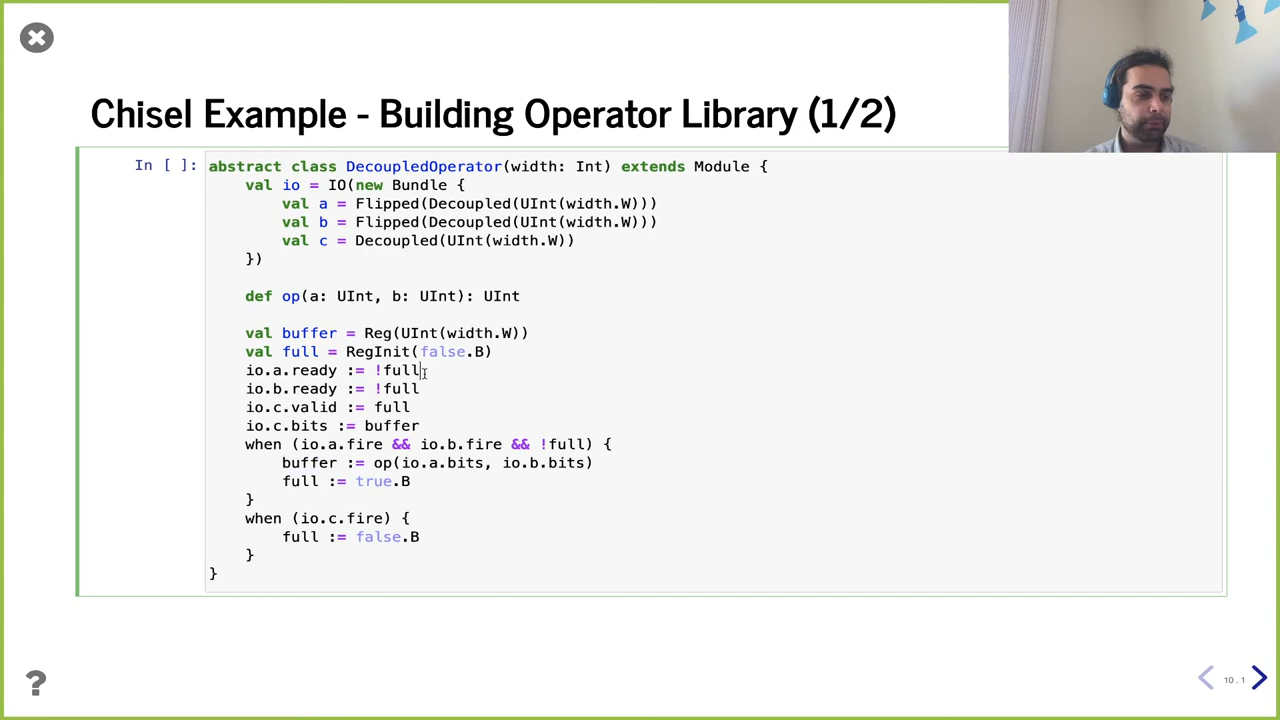 Chisel Example - Building Operator Library (1/2)
In [ ]: abstract class DecoupledOperator(width: Int) extends Module {
    val io = IO(new Bundle {
        val a = Flipped(Decoupled(UInt(width.W)))
        val b = Flipped(Decoupled(UInt(width.W)))
        val c = Decoupled(UInt(width.W))
    })
    def op(a: UInt, b: UInt): UInt
    val buffer = Reg(UInt(width.W))
    val full = RegInit(false.B)
    io.a.ready := !full
    io.b.ready := !full
    io.c.valid := full
    io.c.bits := buffer
    when (io.a.fire && io.b.fire && !full) {
        buffer := op(io.a.bits, io.b.bits)
        full := true.B
    }
    when (io.c.fire) {
        full := false.B
    }
}
?
10.1